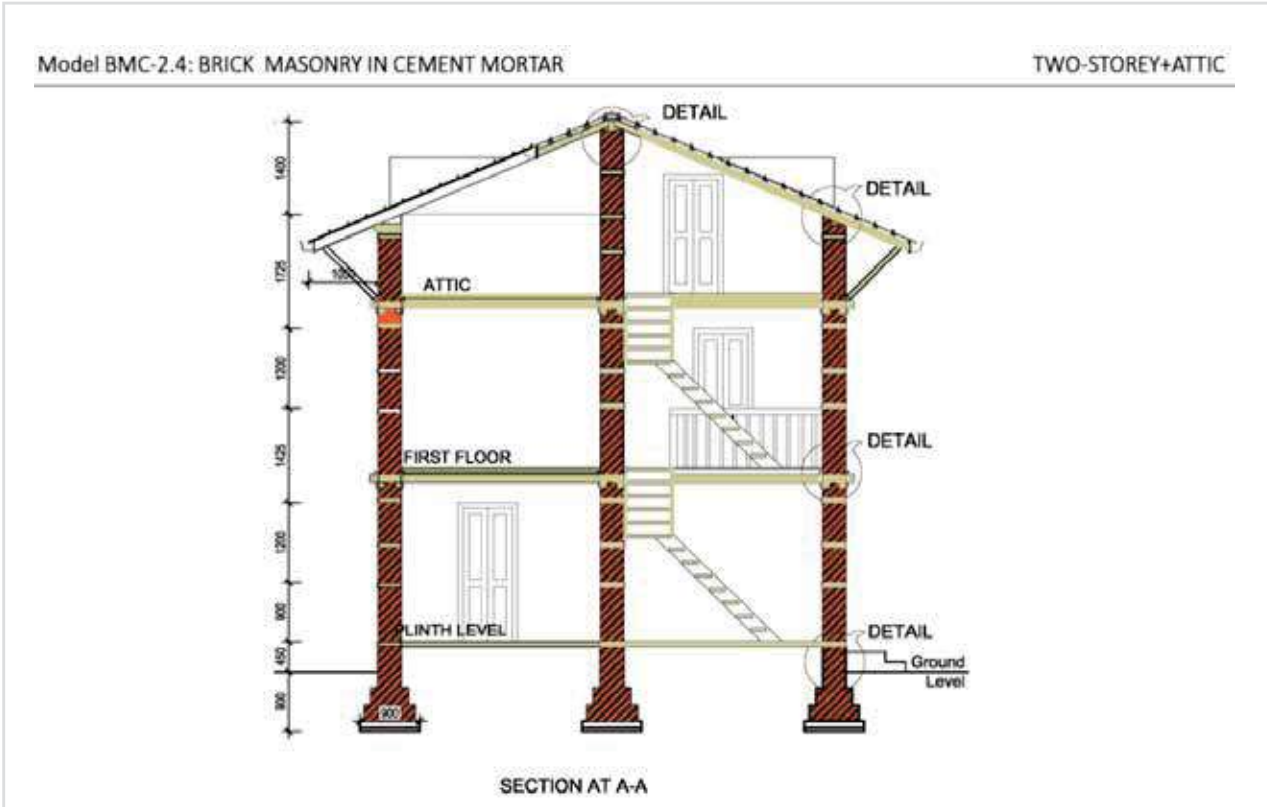 Model BMC-2.4: BRICK MASONRY IN CEMENT MORTAR
TWO-STOREY+ATTIC
DETAIL
1400
DETAIL
1725
ATTIC
1200
1425
DETAIL
FIRST FLOOR
1200
900
DETAIL
PLINTH LEVEL
450
Ground
Level
900
SECTION AT A-A